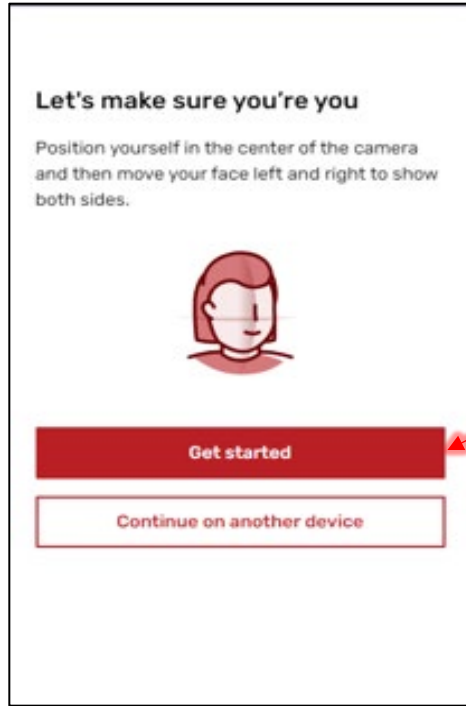 Let's make sure you're you
Position yourself in the center of the camera
and then move your face left and right to show
both sides.
Get started
Continue on another device